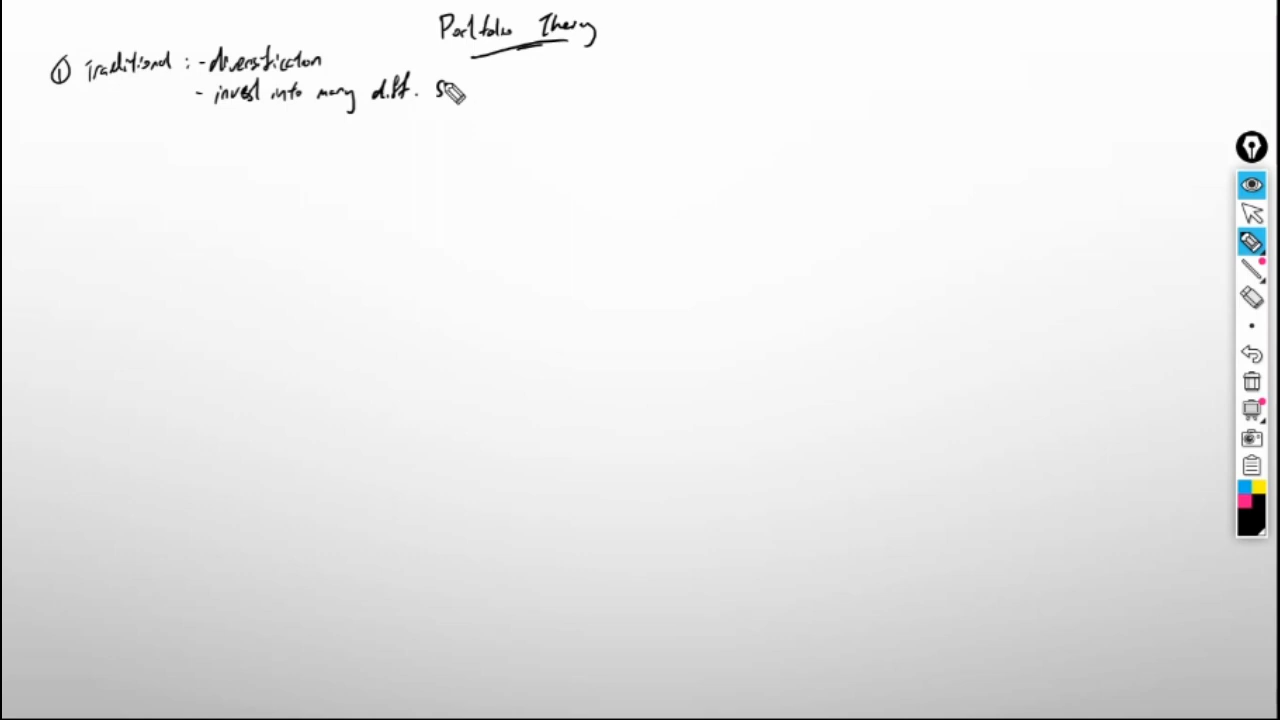 Portfolio Theory
① Traditional : - diversification
- invest into many diff. s